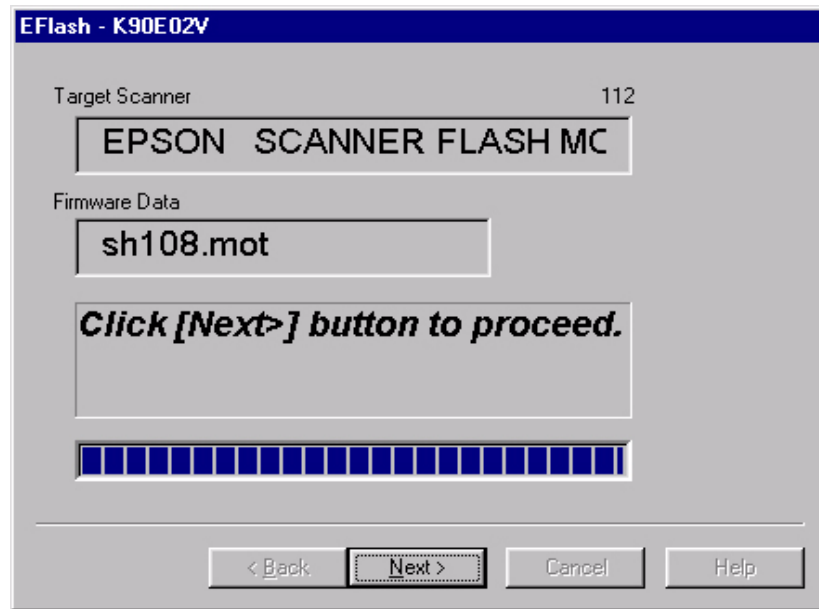 EFlash - K90E02V
Target Scanner 112
EPSON SCANNER FLASH MC
Firmware Data
sh108.mot
Click [Next>] button to proceed.
< Back Next > Cancel Help